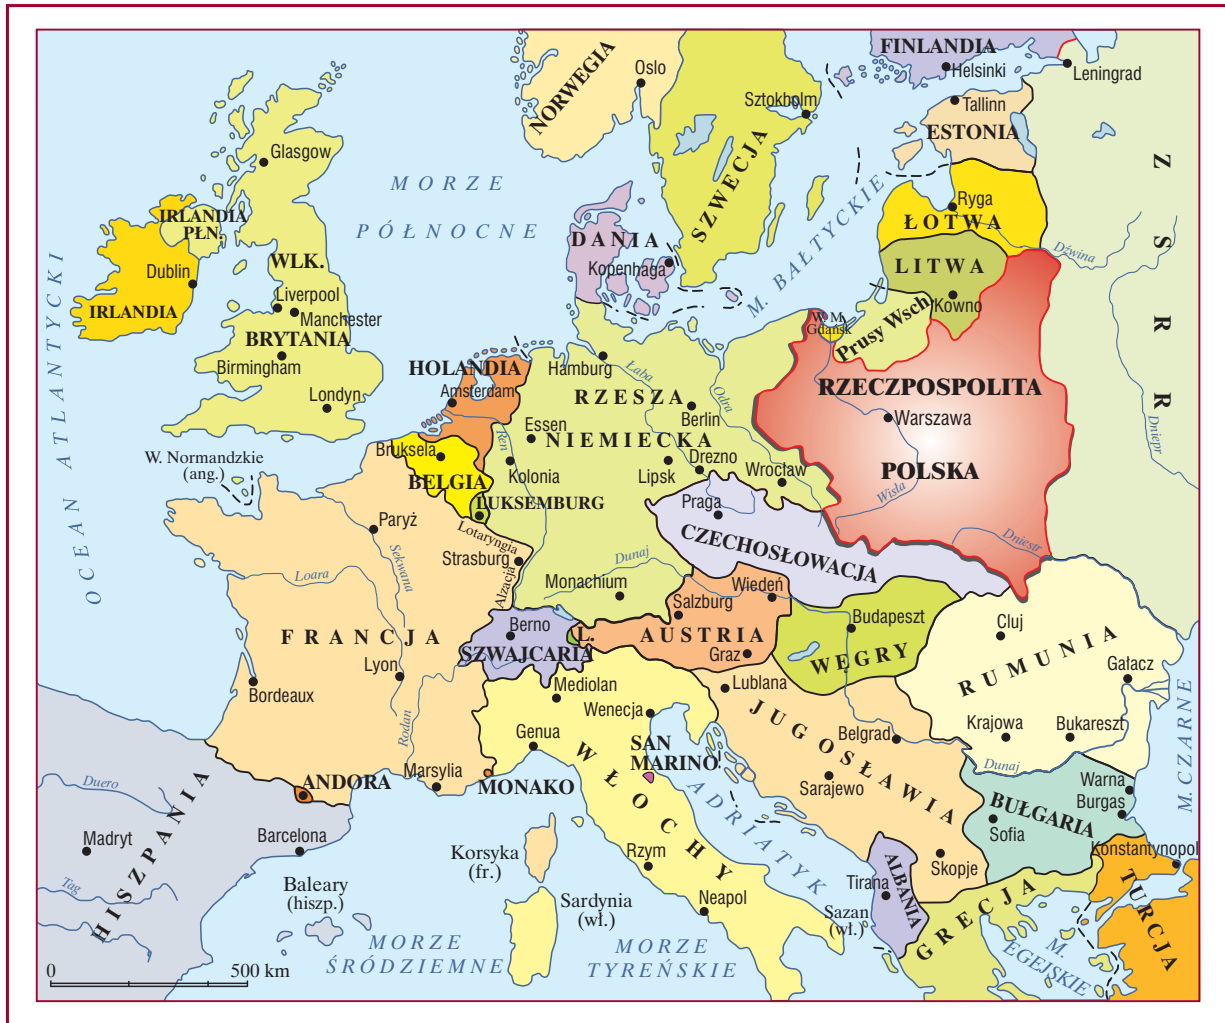 FINLANDIA
Helsinki
Leningrad
NORWEGIA
Oslo
Sztokholm
SZWECJA
Tallinn
ESTONIA
Z S R R
Glasgow
MORZE
PÓŁNOCNE
IRLANDIA
PŁN.
Ryga
ŁOTWA
Dźwina
DANIA
Kopenhaga
M. BAŁTYCKIE
WLK.
BRYTANIA
Dublin
IRLANDIA
Liverpool
Manchester
Birmingham
Londyn
LITWA
Kowno
Prusy Wsch.
W. M.
Gdańsk
OCEAN ATLANTYCKI
HOLANDIA
Amsterdam
Hamburg
Łaba
Odra
RZESZA
NIEMIECKA
Berlin
Essen
Ren
Kolonia
Lipsk
Drezno
Wrocław
RZECZPOSPOLITA
POLSKA
Warszawa
Wisła
Dniepr
Dniestr
W. Normandzkie
(ang.)
Bruksela
BELGIA
LUKSEMBURG
Paryż
Sekwana
Lotaryngia
Strasburg
Alzacja
Loara
Praga
CZECHOSŁOWACJA
Dunaj
Monachium
Wiedeń
Salzburg
AUSTRIA
Graz
Budapeszt
WĘGRY
FRANCJA
Berno
SZWAJCARIA
L.
Lyon
Bordeaux
Rodan
Marsylia
Cluj
RUMUNIA
Gałacz
Krajowa
Bukareszt
Dunaj
M. CZARNE
Mediolan
Wenecja
Genua
Lublana
JUGOSŁAWIA
Belgrad
Sarajewo
Skopje
SAN
MARINO
MONAKO
ANDORA
WŁOCHY
ADRIATYK
Warna
Burgas
BUŁGARIA
Sofia
Konstantynopol
TURCJA
Duero
Madryt
HISZPANIA
Barcelona
Tag
Baleary
(hiszp.)
Korsyka
(fr.)
Sardynia
(wł.)
Rzym
Neapol
Tirana
ALBANIA
Sazan
(wł.)
GRECJA
M.
EGEJSKIE
MORZE
ŚRÓDZIEMNE
MORZE
TYREŃSKIE
0 500 km